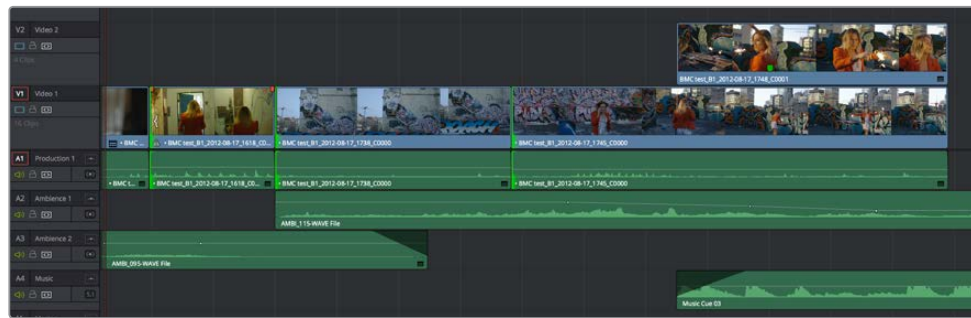 V2 Video 2
4 Clips
BMC test_B1_2012-08-17_1748_C0001
V1 Video 1
16 Clips
• BMC ...
• BMC test_B1_2012-08-17_1618_C0...
• BMC test_B1_2012-08-17_1738_C0000
• BMC test_B1_2012-08-17_1745_C0000
A1 Production 1
• BMC t...
• BMC test_B1_2012-08-17_1618_C0...
• BMC test_B1_2012-08-17_1738_C0000
• BMC test_B1_2012-08-17_1745_C0000
A2 Ambience 1
AMBI_115-WAVE File
A3 Ambience 2
AMBI_095-WAVE File
A4 Music
5.1
Music Cue 03